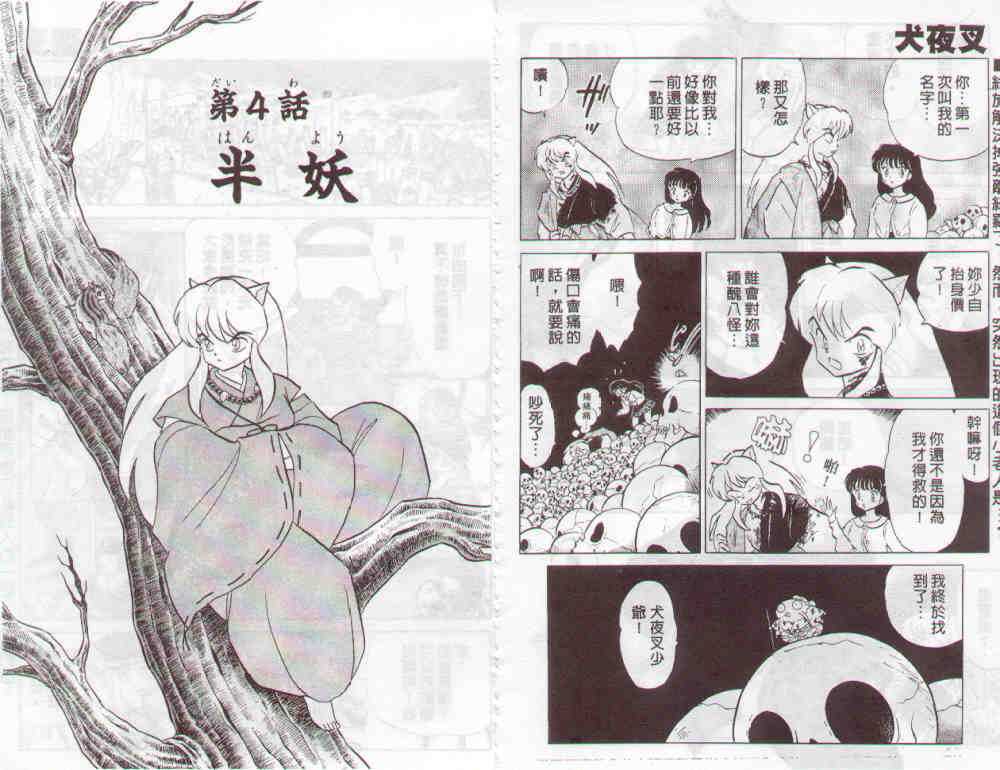 犬夜叉
你…第一
次叫我的
名字…
那又怎
樣？
你對我…
好像比以
前還要好
一點耶？
嘖！
妳少自
抬身價
了！
誰會對妳這
種醜八怪…
幹嘛呀！
你還不是因為
我才得救的！
啪！
喂！
傷口會痛的
話，就要說
啊！
吵死了…
我終於找
到了…
犬夜叉少
爺！
だい わ
第4話
はん よう
半妖